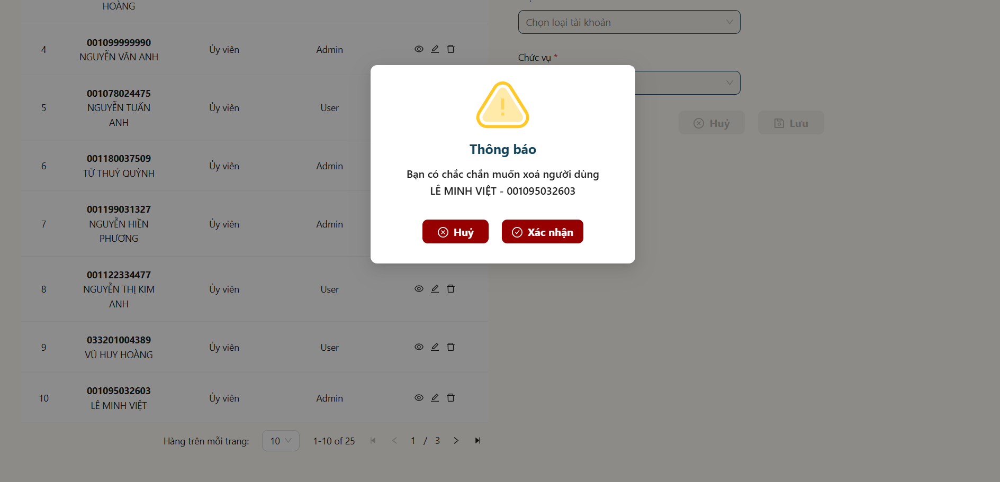 HOÀNG
4
001099999990
NGUYỄN VĂN ANH
Ủy viên
Admin
5
001078024475
NGUYỄN TUẤN
ANH
Ủy viên
User
6
001180037509
TỪ THUÝ QUỲNH
Ủy viên
Admin
7
001199031327
NGUYỄN HIỀN
PHƯƠNG
Ủy viên
Admin
8
001122334477
NGUYỄN THỊ KIM
ANH
Ủy viên
User
9
033201004389
VŨ HUY HOÀNG
Ủy viên
User
10
001095032603
LÊ MINH VIỆT
Ủy viên
Admin
Hàng trên mỗi trang: 10 1-10 of 25 1 / 3
Chọn loại tài khoản
Chức vụ *
Huỷ Lưu
Thông báo
Bạn có chắc chắn muốn xoá người dùng
LÊ MINH VIỆT - 001095032603
Huỷ Xác nhận